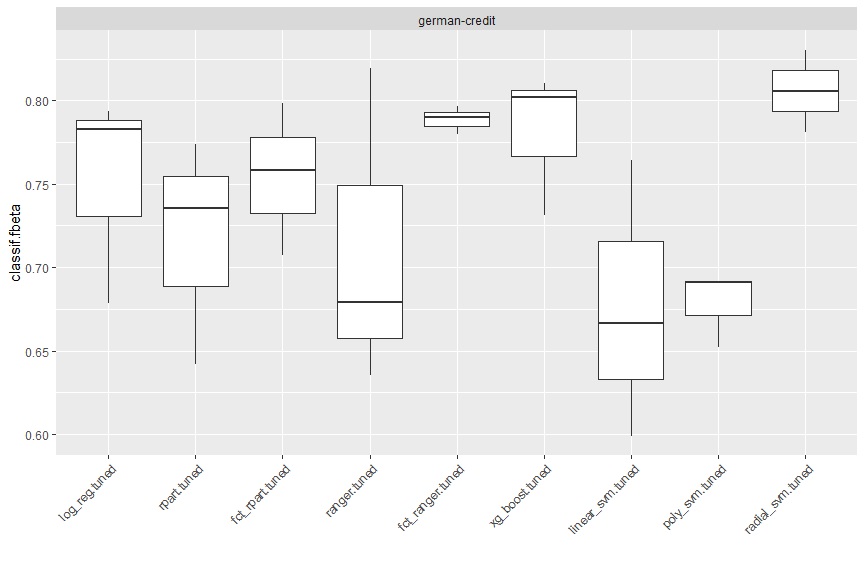 german-credit
classif.fbeta
0.80
0.75
0.70
0.65
0.60
log_reg.tuned
rpart.tuned
fct_rpart.tuned
ranger.tuned
fct_ranger.tuned
xg_boost.tuned
linear_svm.tuned
poly_svm.tuned
radial_svm.tuned